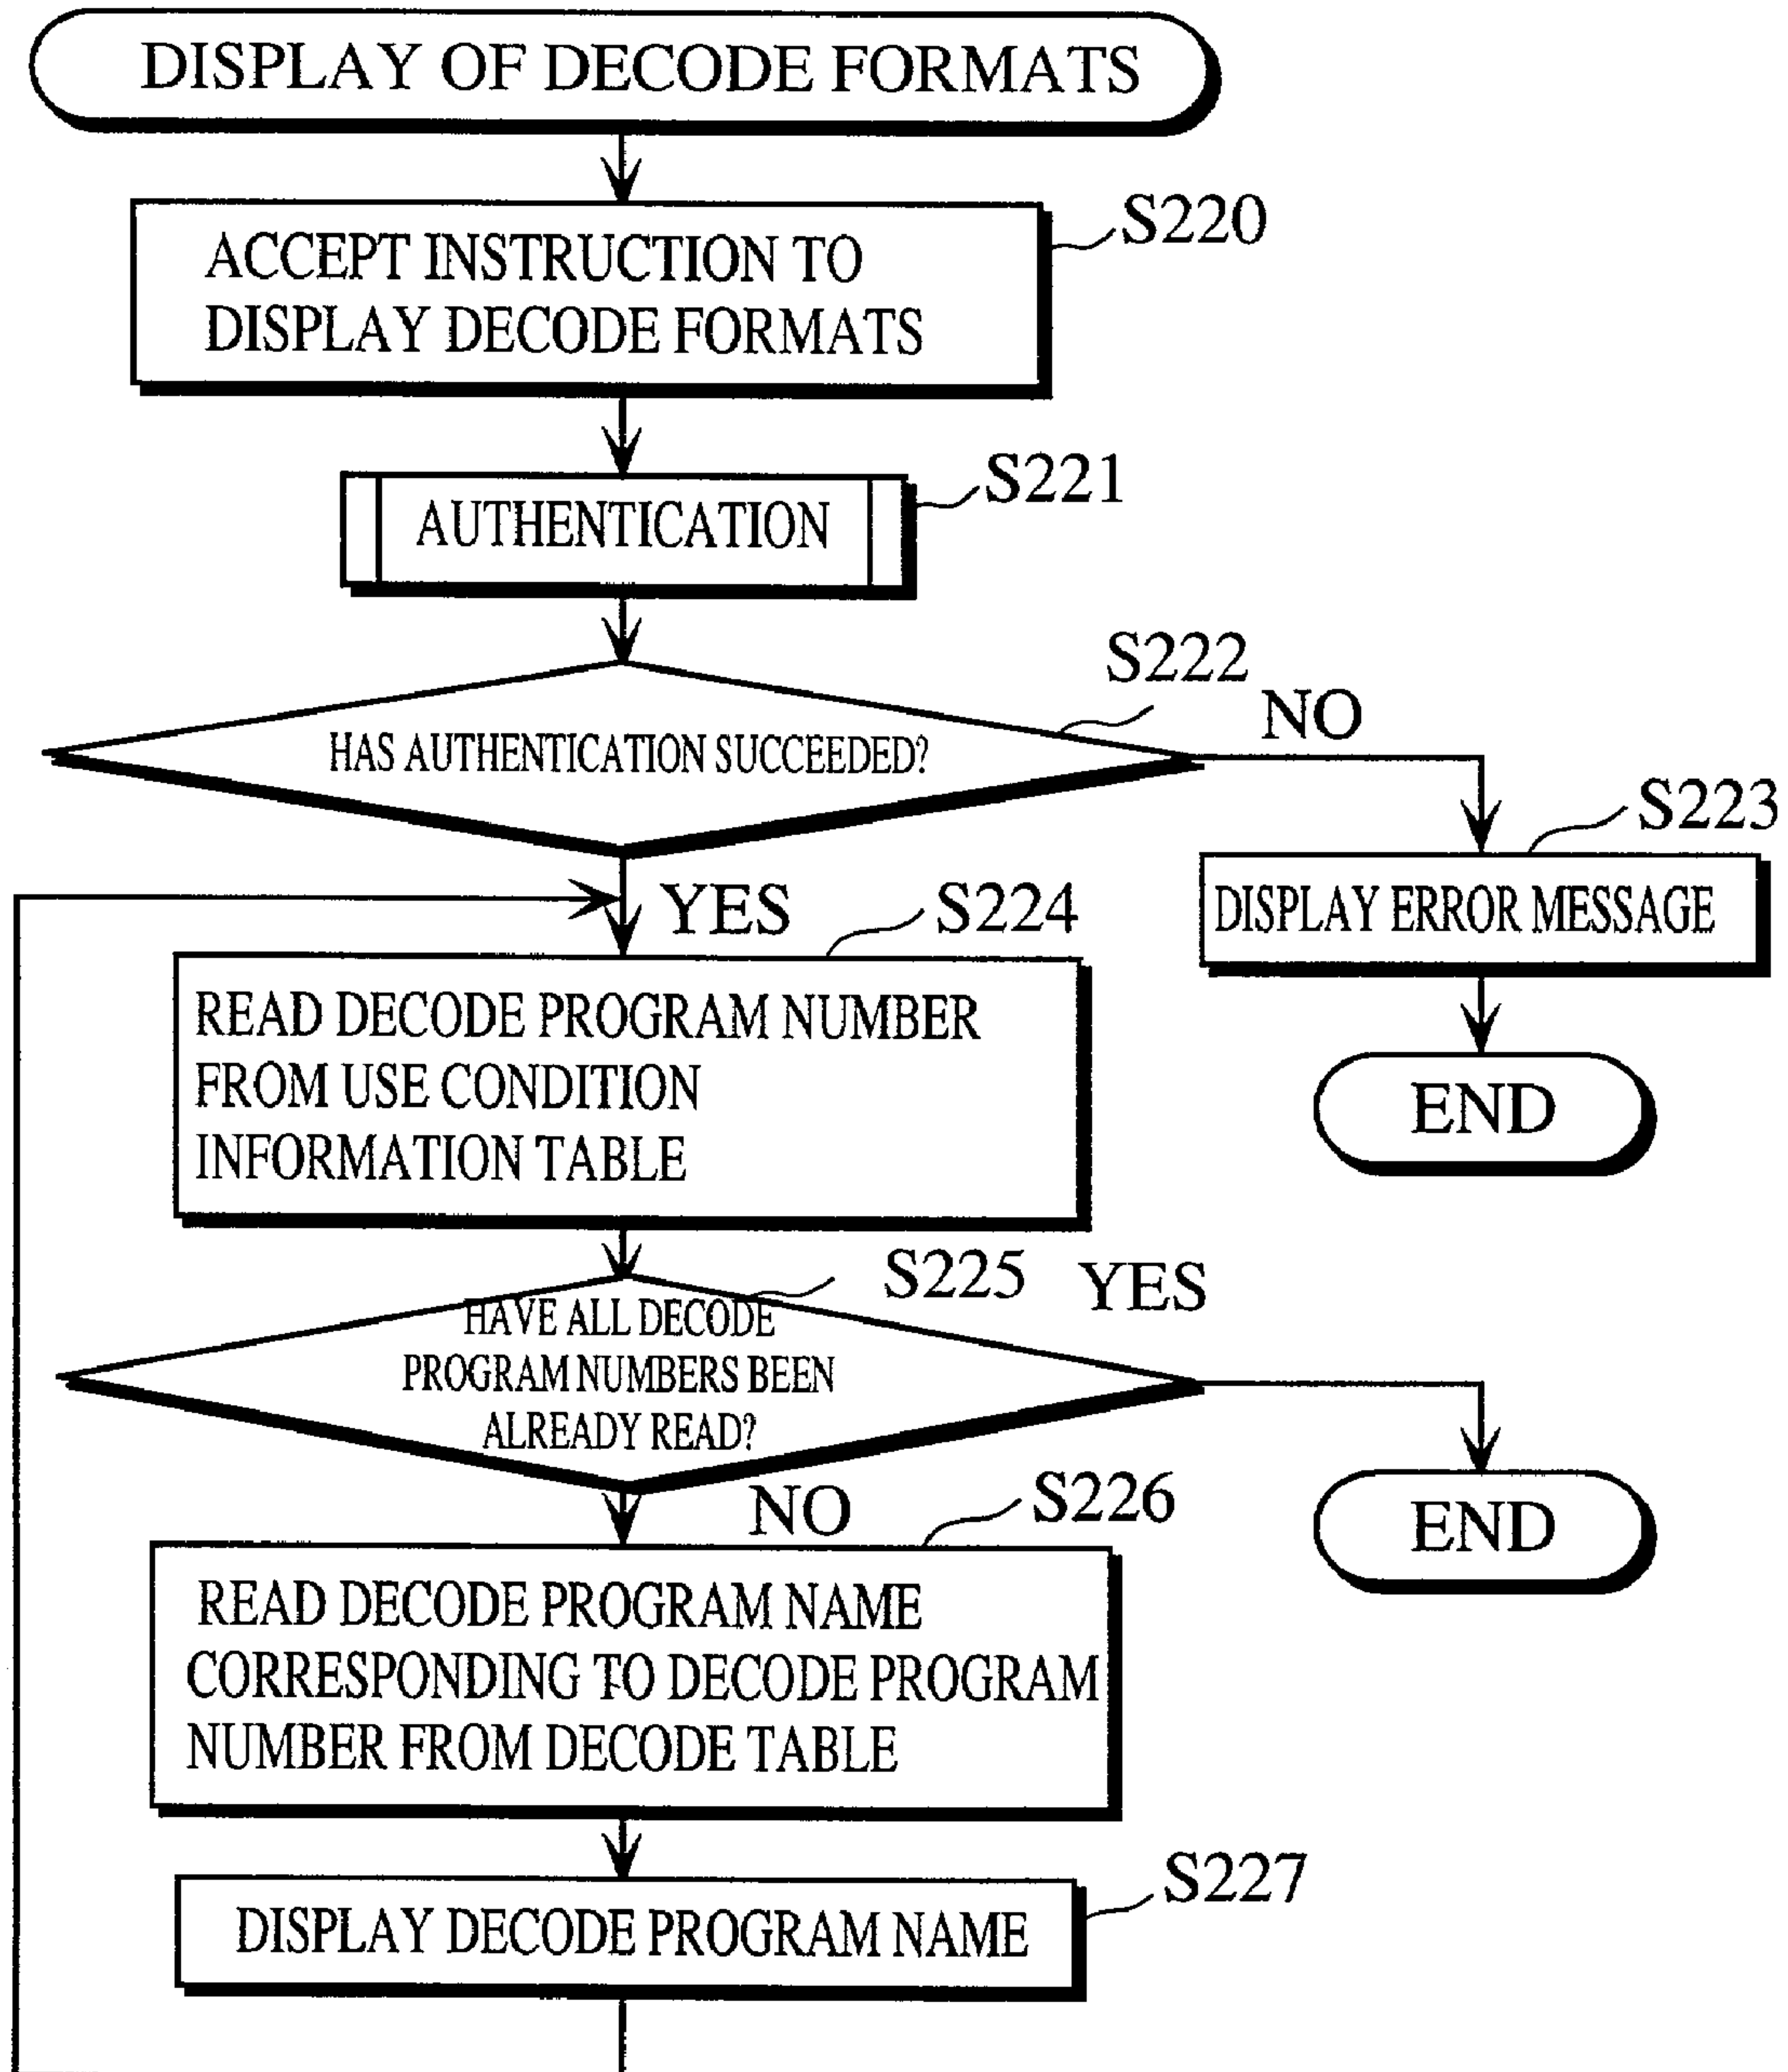 DISPLAY OF DECODE FORMATS
S220
ACCEPT INSTRUCTION TO
DISPLAY DECODE FORMATS
S221
AUTHENTICATION
S222
NO
HAS AUTHENTICATION SUCCEEDED?
S223
DISPLAY ERROR MESSAGE
END
YES
S224
READ DECODE PROGRAM NUMBER
FROM USE CONDITION
INFORMATION TABLE
S225
YES
HAVE ALL DECODE
PROGRAM NUMBERS BEEN
ALREADY READ?
END
NO
S226
READ DECODE PROGRAM NAME
CORRESPONDING TO DECODE PROGRAM
NUMBER FROM DECODE TABLE
S227
DISPLAY DECODE PROGRAM NAME